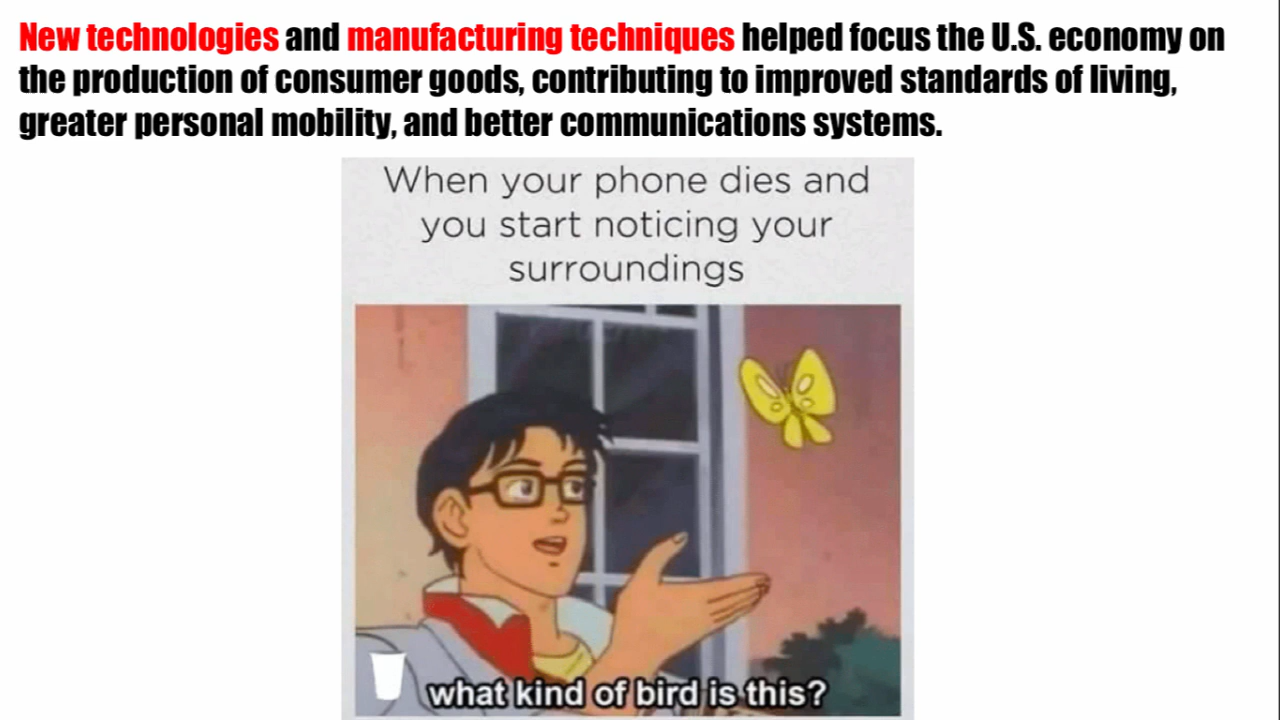 New technologies and manufacturing techniques helped focus the U.S. economy on
the production of consumer goods, contributing to improved standards of living,
greater personal mobility, and better communications systems.
When your phone dies and
you start noticing your
surroundings
what kind of bird is this?